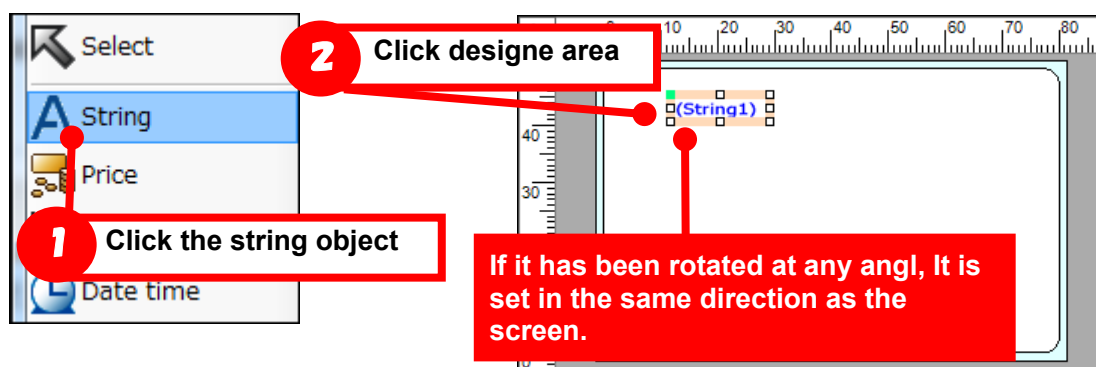 Select
String
Price
Date time
1
Click the string object
2
Click designe area
10 20 30 40 50 60 70 80
40
30
(String1)
If it has been rotated at any angl, It is
set in the same direction as the
screen.